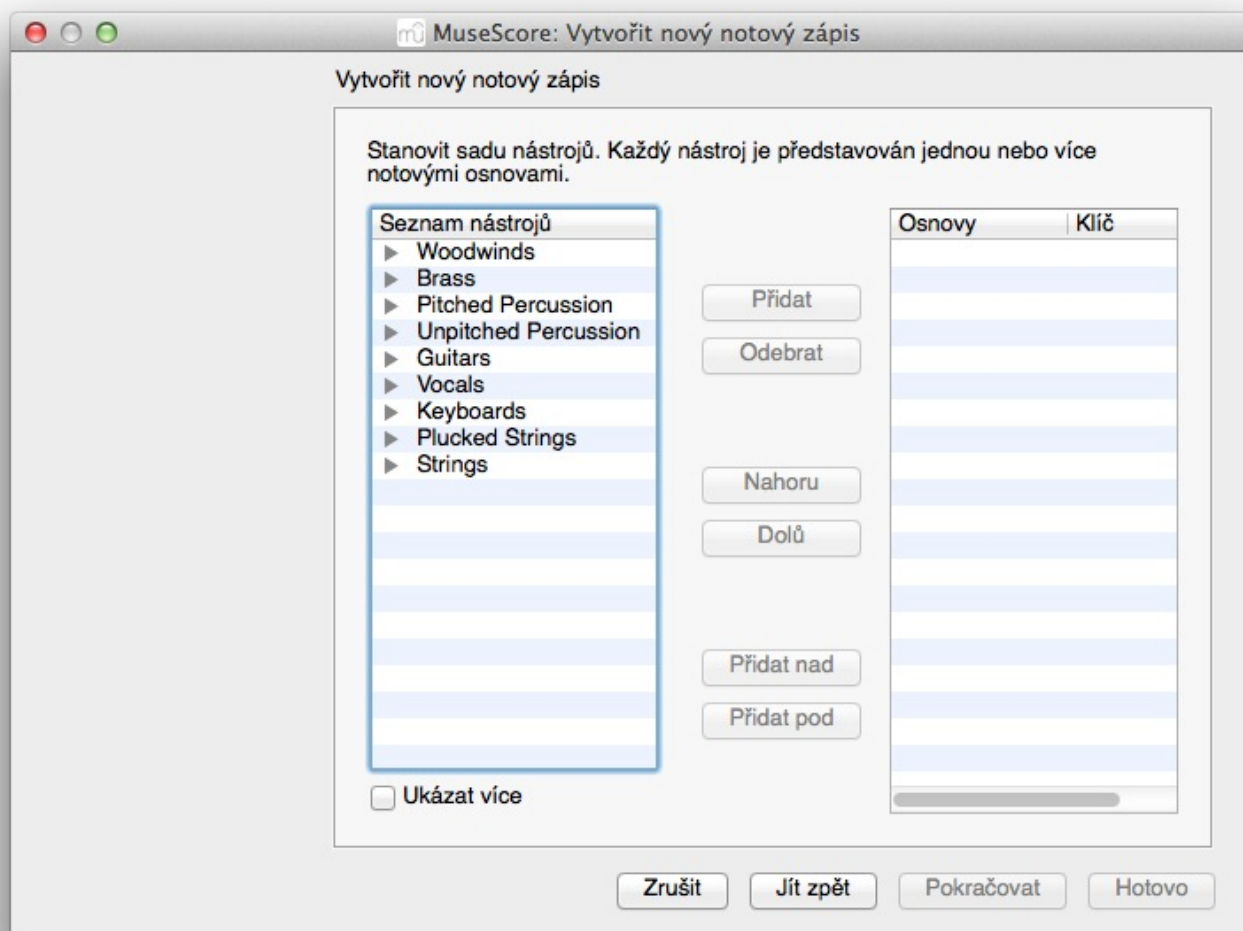 MuseScore: Vytvořit nový notový zápis
Vytvořit nový notový zápis
Stanovit sadu nástrojů. Každý nástroj je představován jednou nebo více
notovými osnovami.
Seznam nástrojů
Woodwinds
Brass
Pitched Percussion
Unpitched Percussion
Guitars
Vocals
Keyboards
Plucked Strings
Strings
Ukázat více
Přidat
Odebrat
Nahoru
Dolů
Přidat nad
Přidat pod
Osnovy Klíč
Zrušit Jít zpět Pokračovat Hotovo